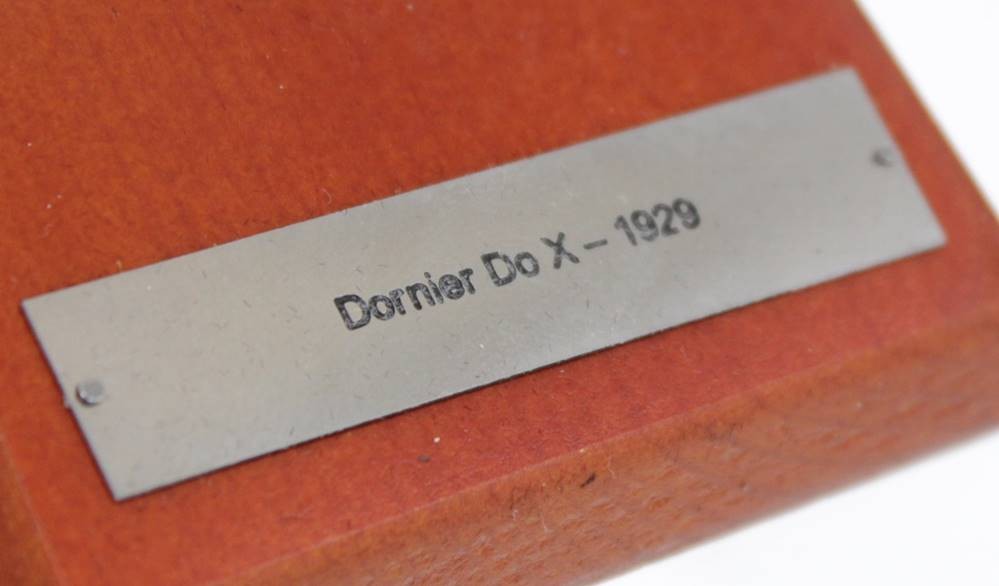 Dornier Do X – 1929